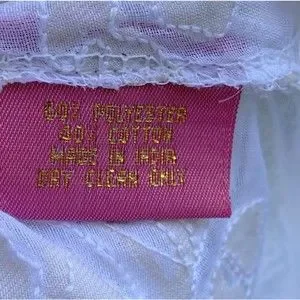 60% POLYESTER
40% COTTON
MADE IN INDIA
DRY CLEAN ONLY